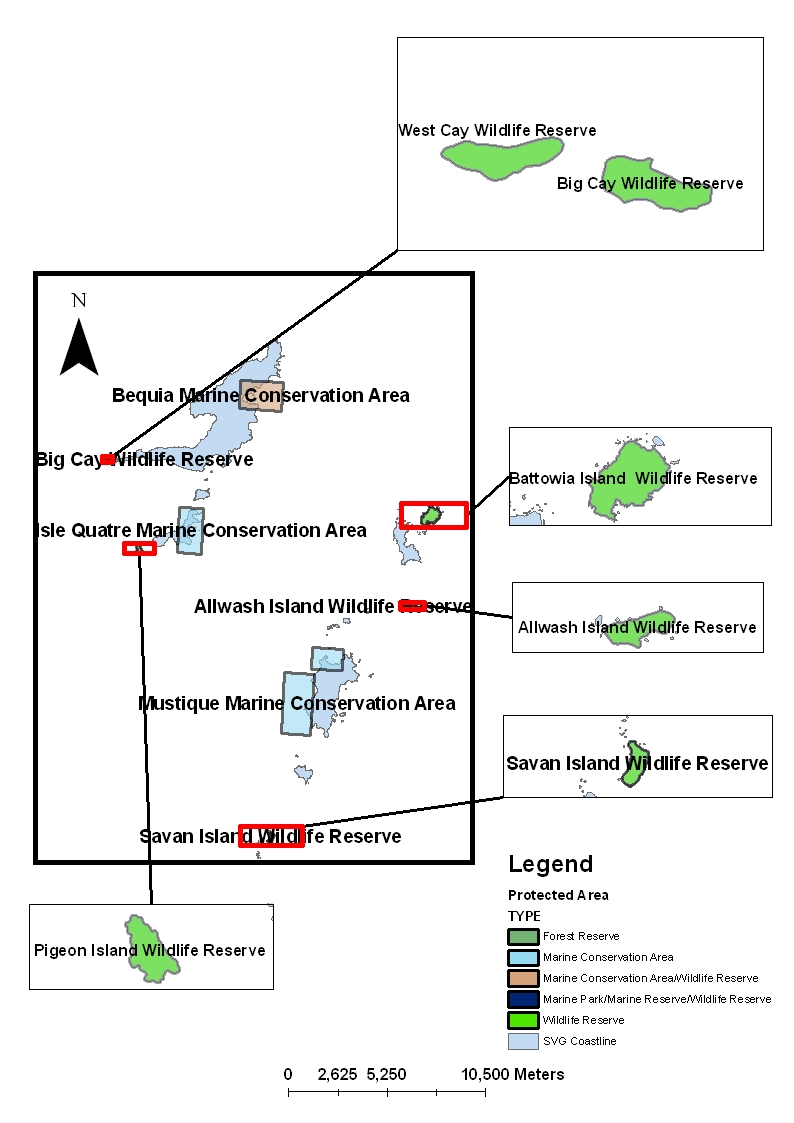 West Cay Wildlife Reserve
Big Cay Wildlife Reserve
N
Bequia Marine Conservation Area
Big Cay Wildlife Reserve
Battowia Island Wildlife Reserve
Isle Quatre Marine Conservation Area
Allwash Island Wildlife Reserve
Allwash Island Wildlife Reserve
Mustique Marine Conservation Area
Savan Island Wildlife Reserve
Savan Island Wildlife Reserve
Pigeon Island Wildlife Reserve
Legend
Protected Area
TYPE
Forest Reserve
Marine Conservation Area
Marine Conservation Area/Wildlife Reserve
Marine Park/Marine Reserve/Wildlife Reserve
Wildlife Reserve
SVG Coastline
0 2,625 5,250 10,500 Meters